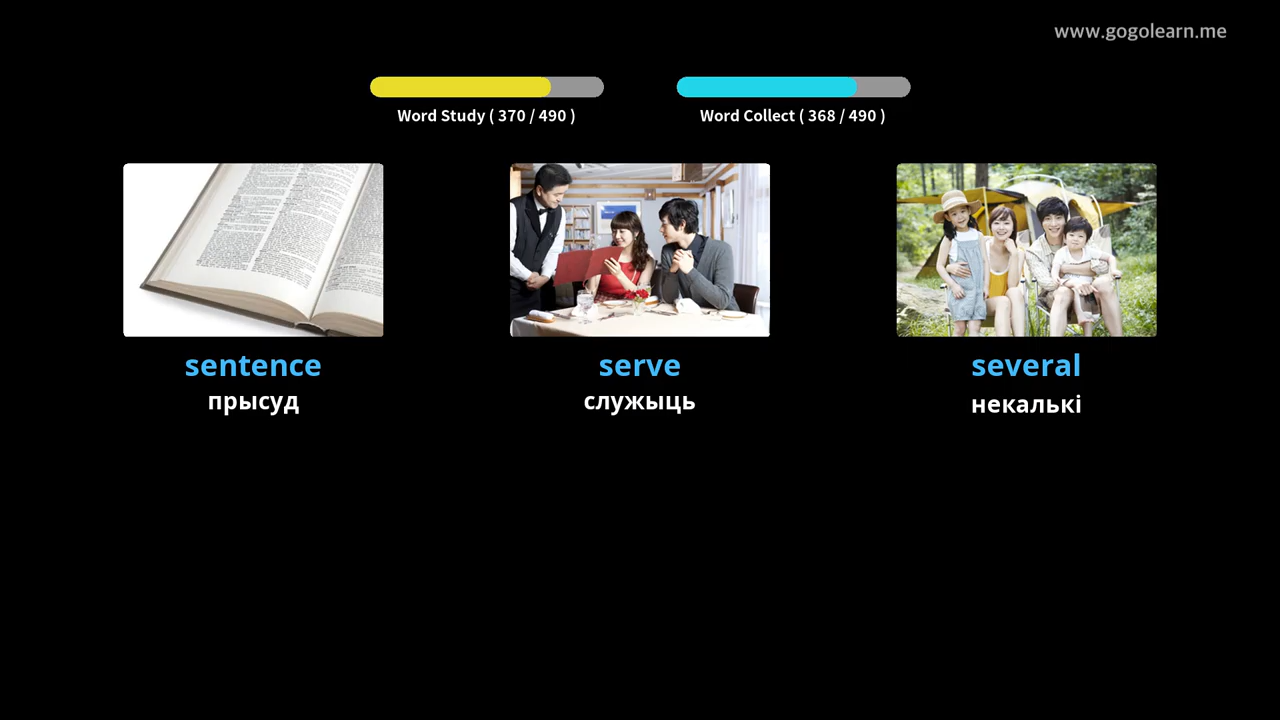 www.gogolearn.me
Word Study ( 370 / 490 )
Word Collect ( 368 / 490 )
sentence
прысуд
serve
служыць
several
некалькі